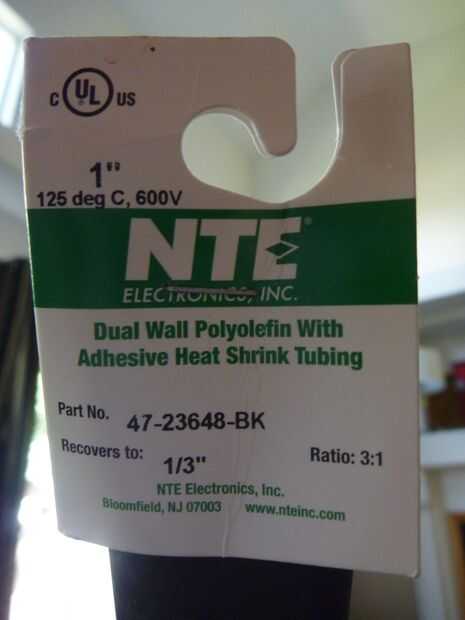 C UL US
®
1"
125 deg C, 600V
NTE®
ELECTRONICS, INC.
Dual Wall Polyolefin With
Adhesive Heat Shrink Tubing
Part No. 47-23648-BK
Recovers to: 1/3" Ratio: 3:1
NTE Electronics, Inc.
Bloomfield, NJ 07003 www.nteinc.com